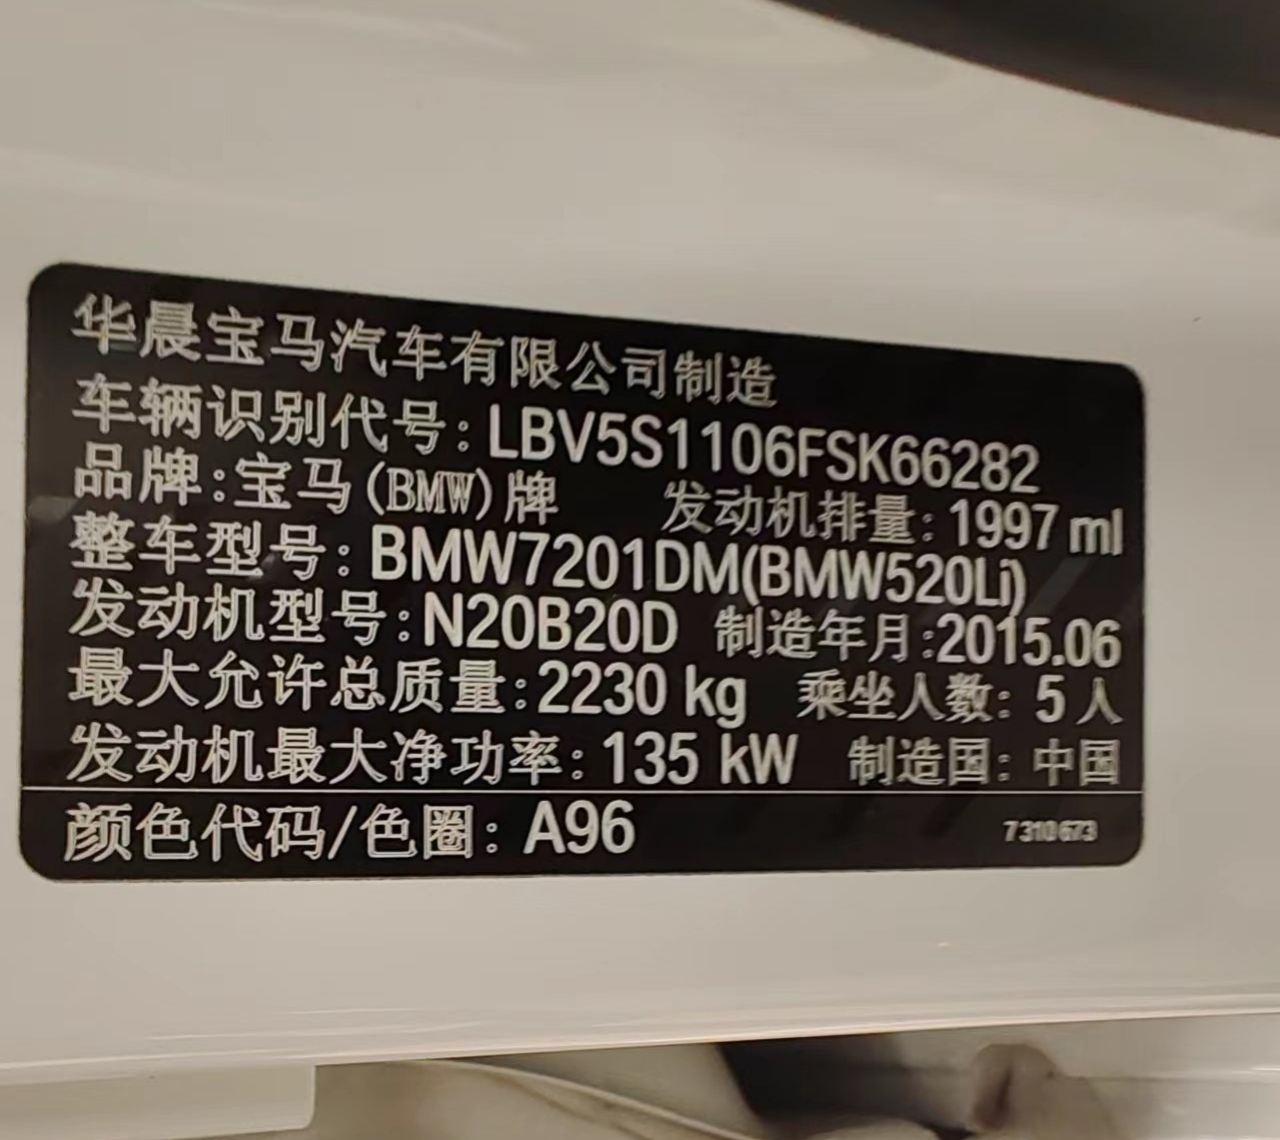 华晨宝马汽车有限公司制造
车辆识别代号：LBV5S1106FSK66282
品牌：宝马(BMW)牌 发动机排量：1997 ml
整车型号：BMW7201DM(BMW520Li)
发动机型号：N20B20D 制造年月：2015.06
最大允许总质量：2230 kg 乘坐人数：5人
发动机最大净功率：135 kW 制造国：中国
颜色代码/色圈：A96 7310673